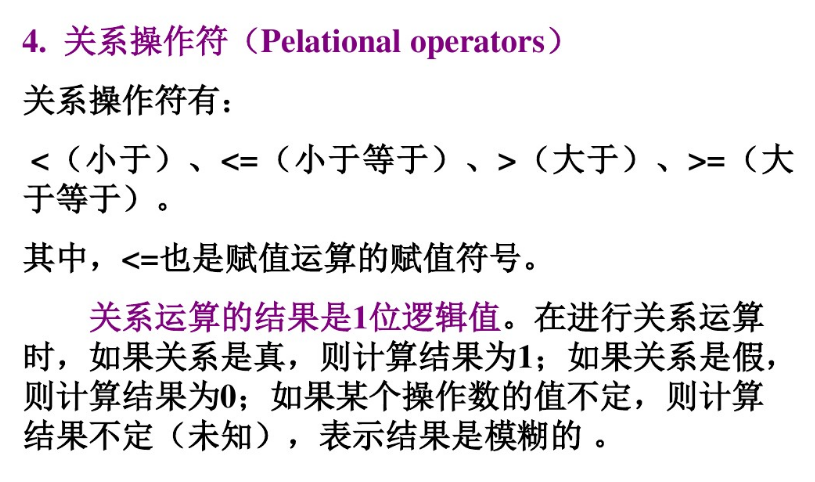 4. 关系操作符（Pelational operators）
关系操作符有：
<（小于）、<=（小于等于）、>（大于）、>=（大
于等于）。
其中，<=也是赋值运算的赋值符号。
关系运算的结果是1位逻辑值。在进行关系运算
时，如果关系是真，则计算结果为1；如果关系是假，
则计算结果为0；如果某个操作数的值不定，则计算
结果不定（未知），表示结果是模糊的 。